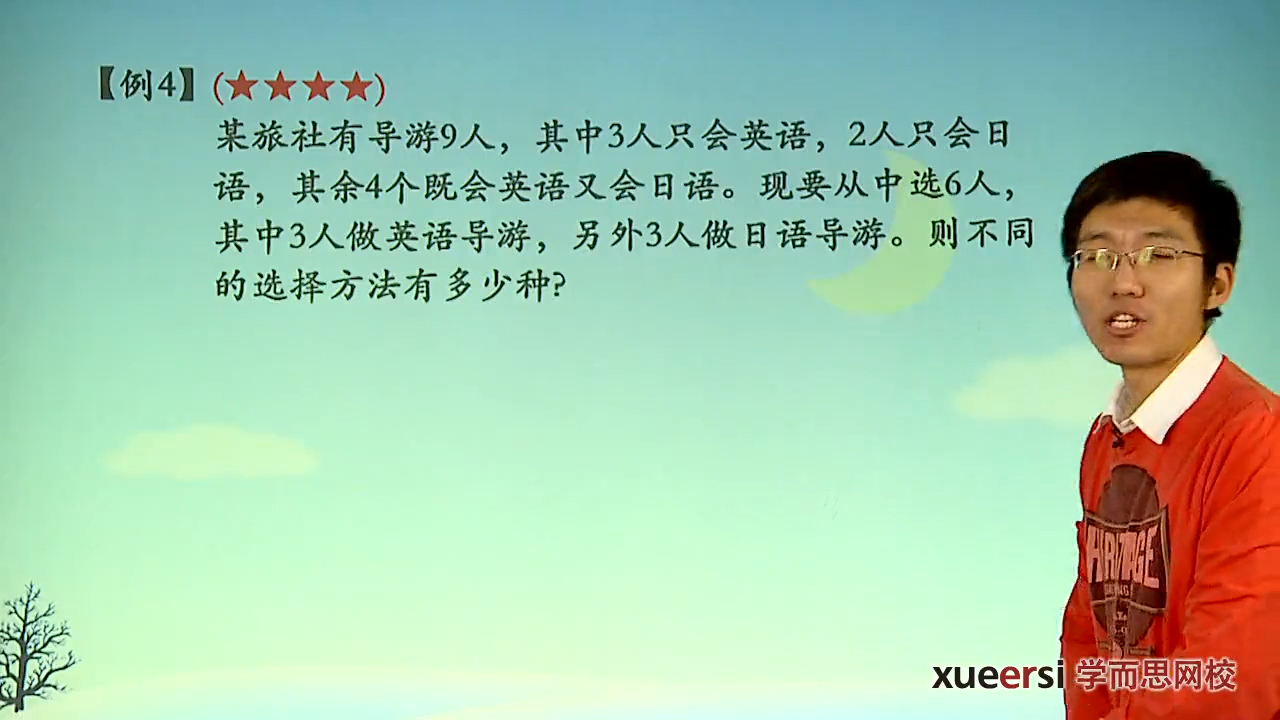 【例4】(★★★★)
某旅社有导游9人，其中3人只会英语，2人只会日
语，其余4个既会英语又会日语。现要从中选6人，
其中3人做英语导游，另外3人做日语导游。则不同
的选择方法有多少种?
HERITAGE
xueersi 学而思网校